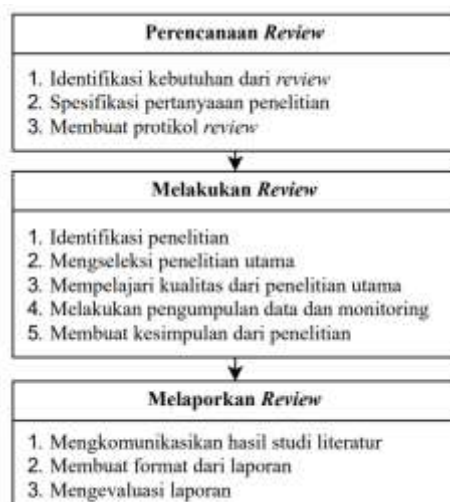 Perencanaan Review
1. Identifikasi kebutuhan dari review
2. Spesifikasi pertanyaaan penelitian
3. Membuat protikol review
Melakukan Review
1. Identifikasi penelitian
2. Mengseleksi penelitian utama
3. Mempelajari kualitas dari penelitian utama
4. Melakukan pengumpulan data dan monitoring
5. Membuat kesimpulan dari penelitian
Melaporkan Review
1. Mengkomunikasikan hasil studi literatur
2. Membuat format dari laporan
3. Mengevaluasi laporan